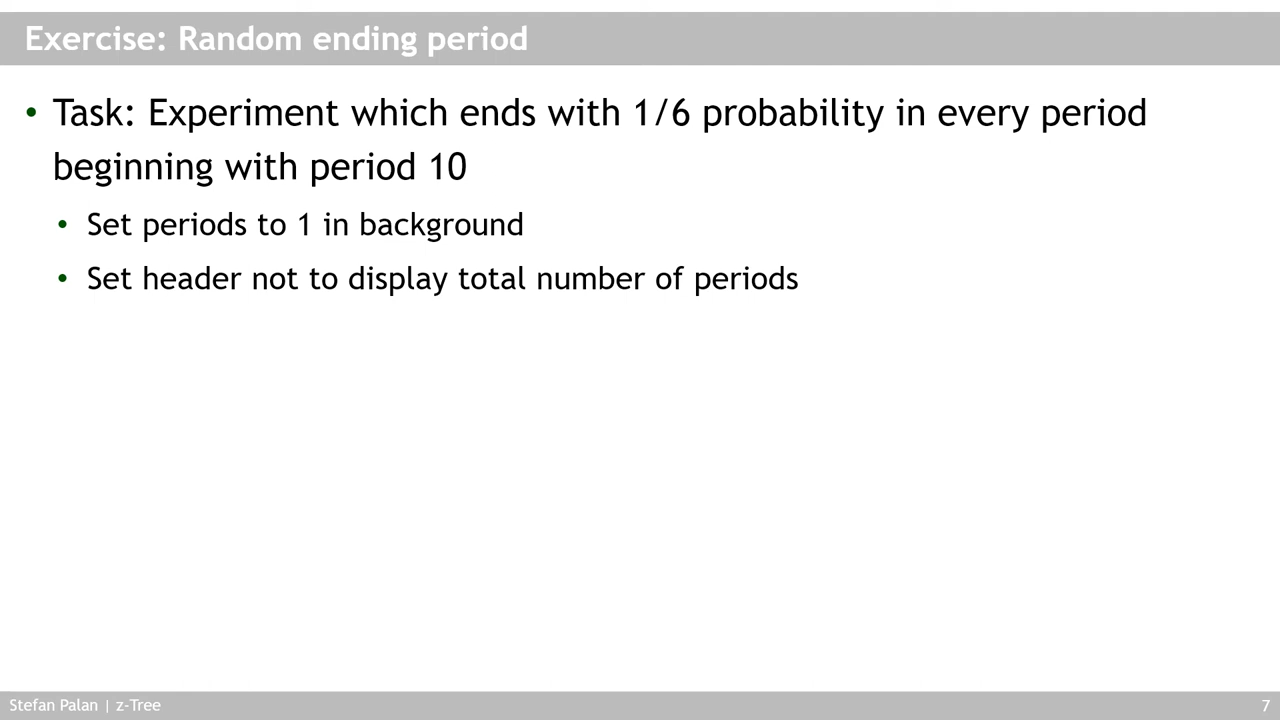 Exercise: Random ending period
• Task: Experiment which ends with 1/6 probability in every period
beginning with period 10
• Set periods to 1 in background
• Set header not to display total number of periods
Stefan Palan | z-Tree
7